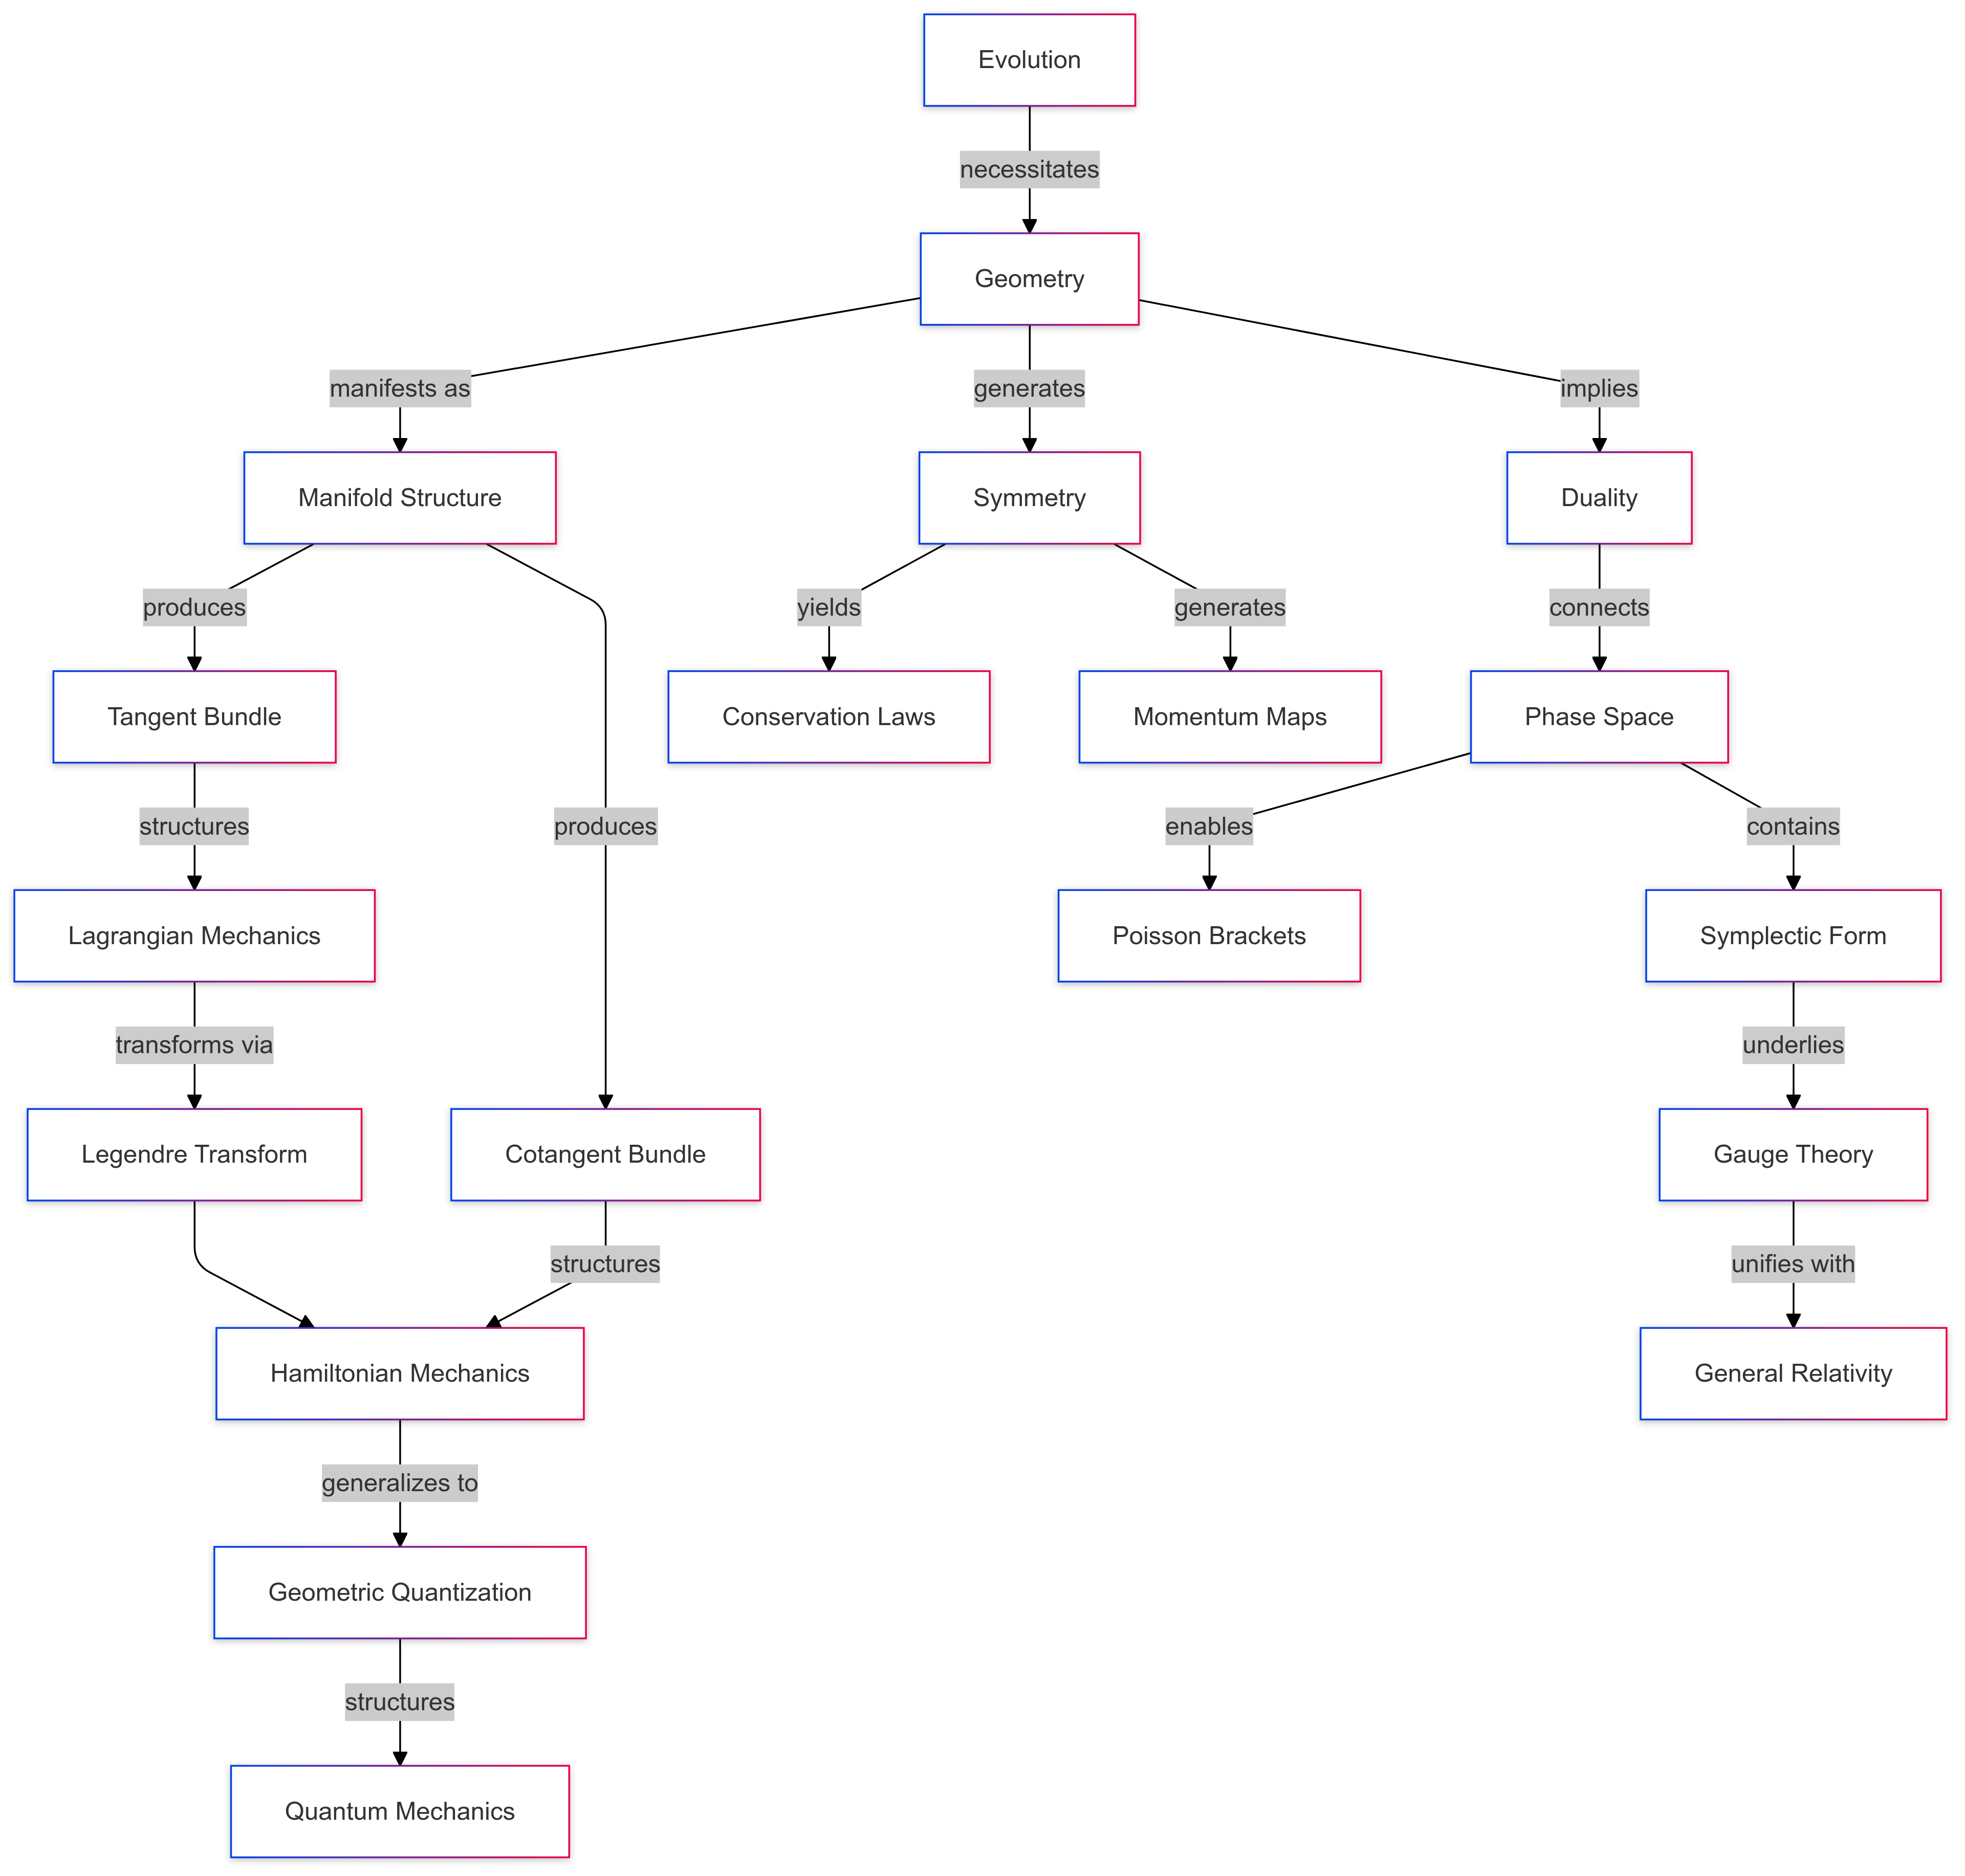 Evolution
necessitates
Geometry
manifests as
generates
implies
Manifold Structure
Symmetry
Duality
produces
yields
generates
connects
Tangent Bundle
Conservation Laws
Momentum Maps
Phase Space
structures
produces
enables
contains
Lagrangian Mechanics
Poisson Brackets
Symplectic Form
transforms via
underlies
Legendre Transform
Cotangent Bundle
Gauge Theory
structures
unifies with
Hamiltonian Mechanics
General Relativity
generalizes to
Geometric Quantization
structures
Quantum Mechanics